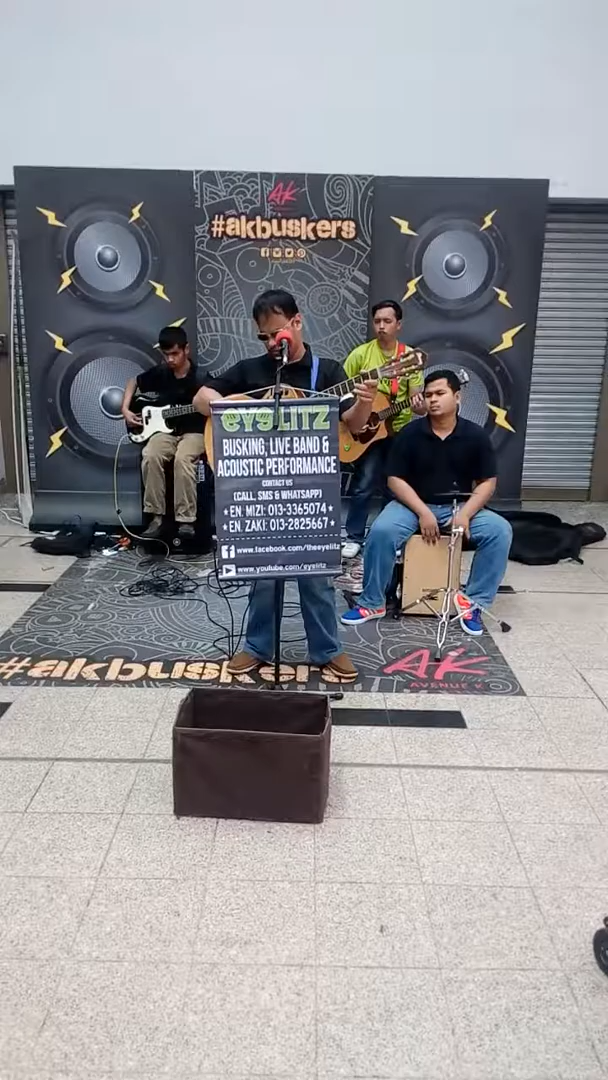 AK
#akbuskers
eyelitz
BUSKING, LIVE BAND &
ACOUSTIC PERFORMANCE
CONTACT US
(CALL, SMS & WHATSAPP)
* EN. MIZI: 013-3365074 *
* EN. ZAKI: 013-2825667 *
www.facebook.com/theeyelitz
www.youtube.com/eyelitz
#akbuskers
AK
AVENUE K